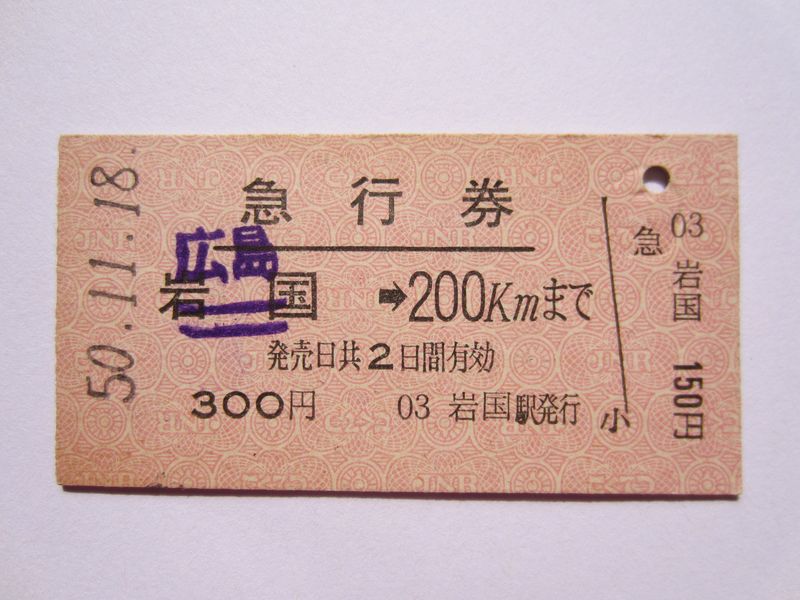 50.11.18.
急行券
広島
岩国➡200Kmまで
発売日共2日間有効
300円 03 岩国駅発行
小
急
03 岩国 150円